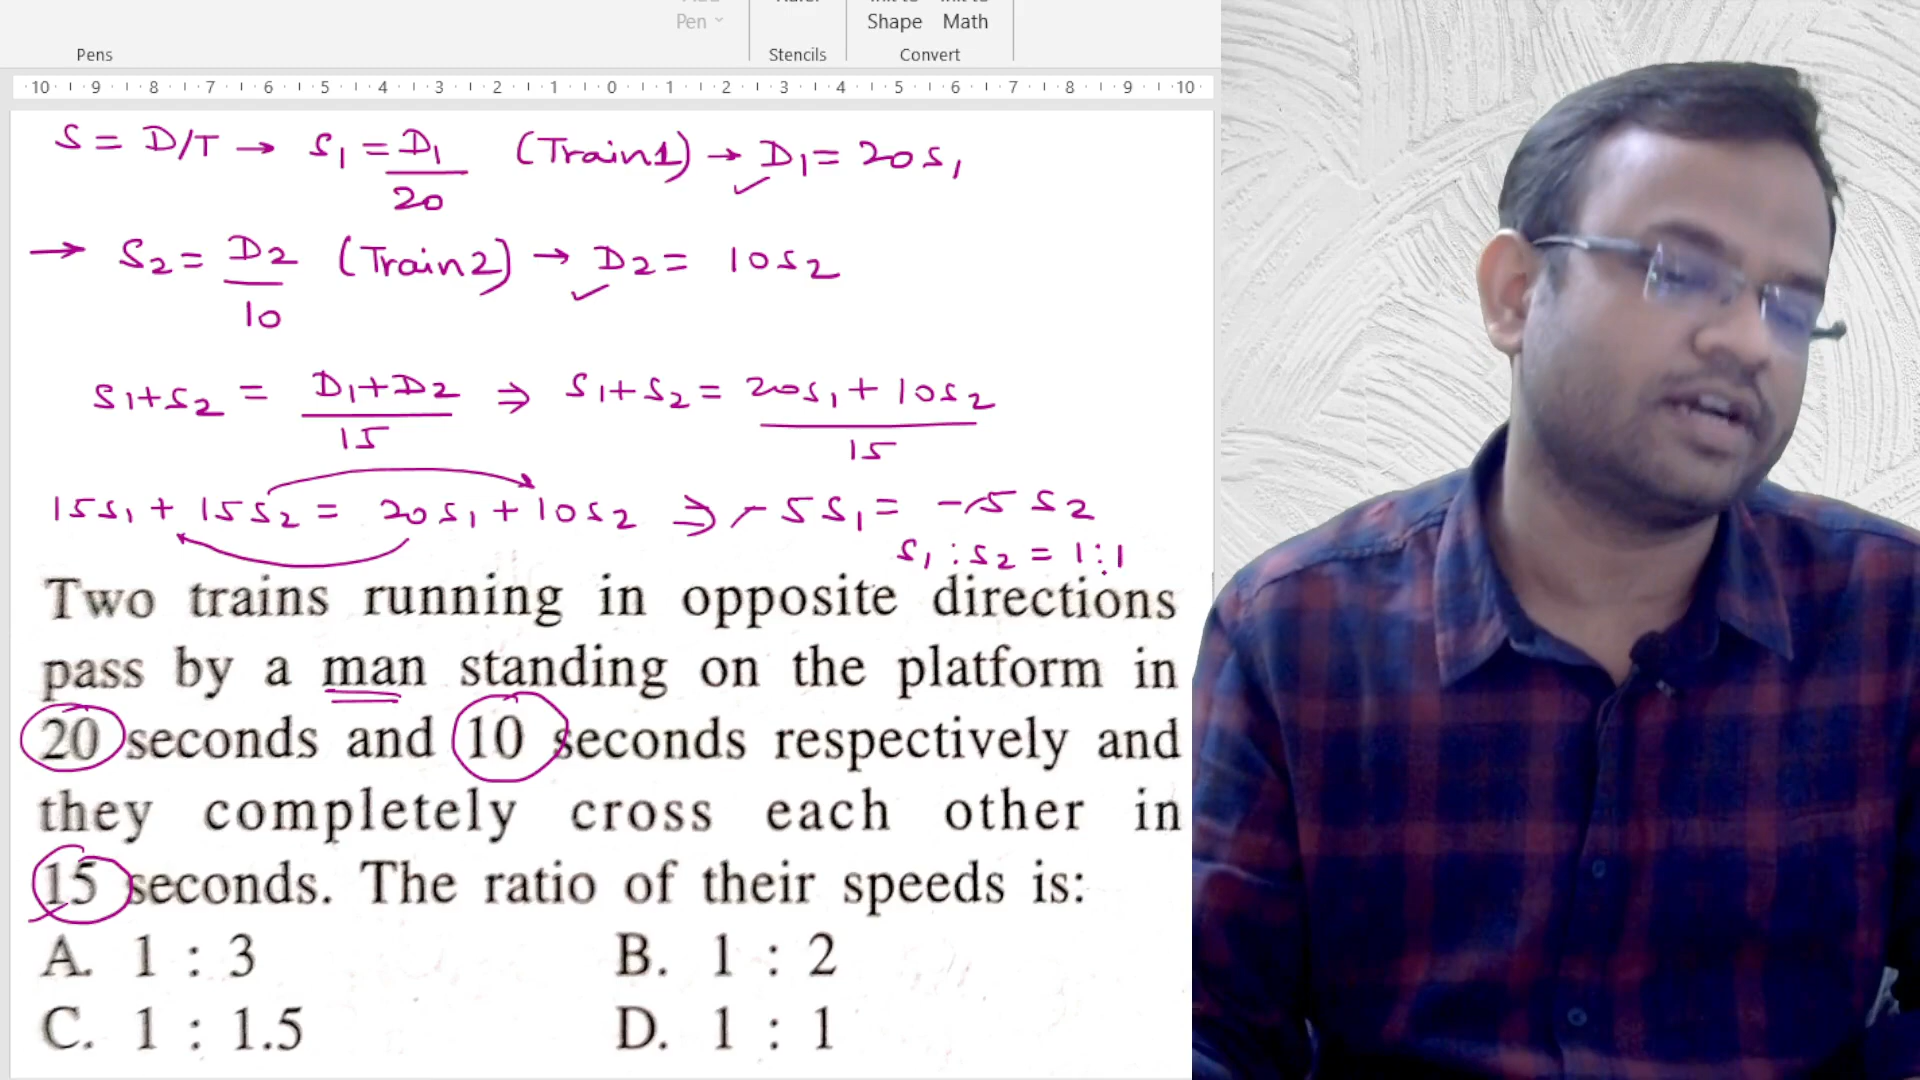 Pen
Shape Math
Pens Stencils Convert
10 9 8 7 6 5 4 3 2 1 0 1 2 3 4 5 6 7 8 9 10
S = D/T → S1 = D1/20 (Train1) → D1 = 20S1
→ S2 = D2/10 (Train2) → D2 = 10S2
S1+S2 = D1+D2/15 ⇒ S1+S2 = 20S1 + 10S2/15
15S1 + 15S2 = 20S1 + 10S2 ⇒ -5S1 = -5S2
S1 : S2 = 1:1
Two trains running in opposite directions
pass by a man standing on the platform in
20 seconds and 10 seconds respectively and
they completely cross each other in
15 seconds. The ratio of their speeds is:
A. 1 : 3 B. 1 : 2
C. 1 : 1.5 D. 1 : 1